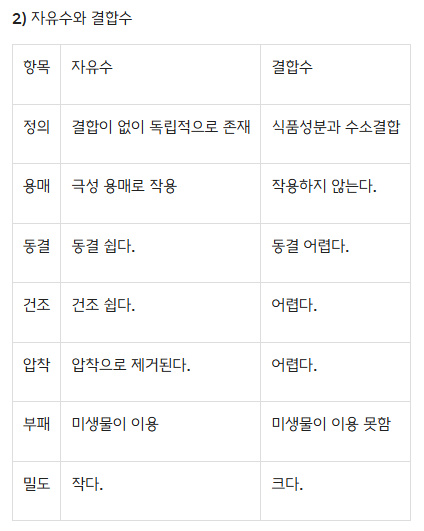 2) 자유수와 결합수
항목 자유수 결합수
정의 결합이 없이 독립적으로 존재 식품성분과 수소결합
용매 극성 용매로 작용 작용하지 않는다.
동결 동결 쉽다. 동결 어렵다.
건조 건조 쉽다. 어렵다.
압착 압착으로 제거된다. 어렵다.
부패 미생물이 이용 미생물이 이용 못함
밀도 작다. 크다.